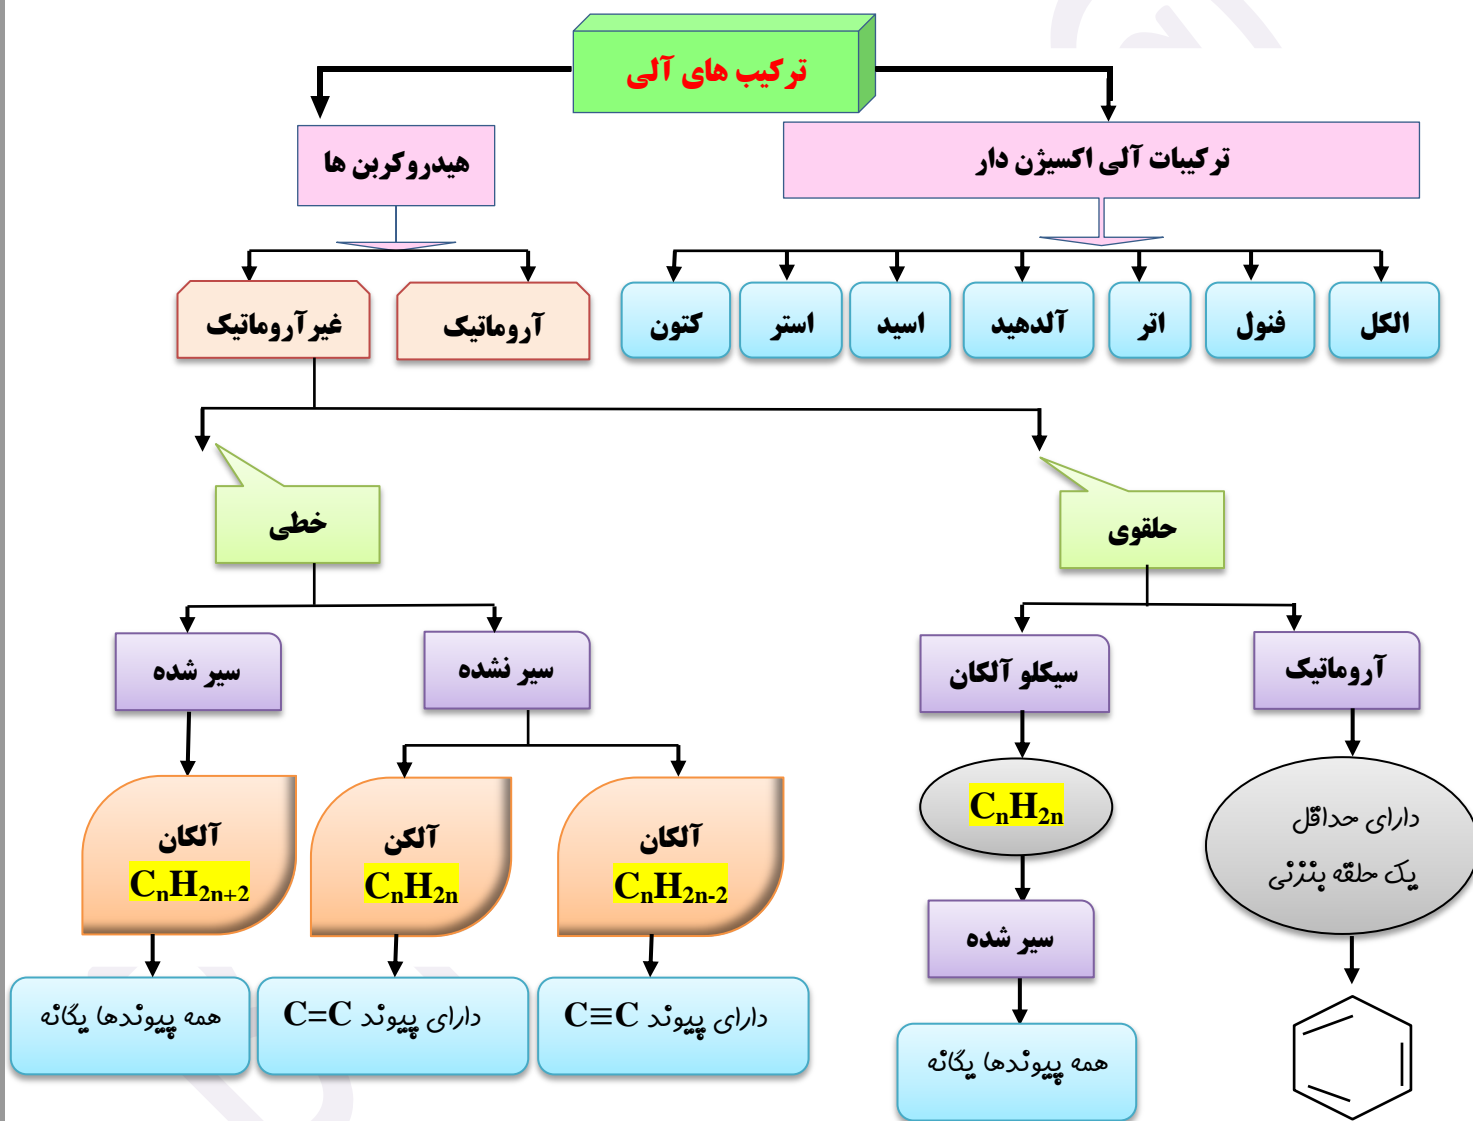 ترکیب های آلی
ترکیبات آلی اکسیژن دار
هیدروکربن ها
الکل
فنول
اتر
آلدهید
اسید
استر
کتون
آروماتیک
غیرآروماتیک
حلقوی
خطی
آروماتیک
سیکلو آلکان
سیر نشده
سیر شده
دارای حداقل
یک حلقه بنزنی
CnH2n
سیر شده
همه پیوندها یگانه
آلکان
CnH2n-2
آلکن
CnH2n
آلکان
CnH2n+2
دارای پیوند C≡C
دارای پیوند C=C
همه پیوندها یگانه